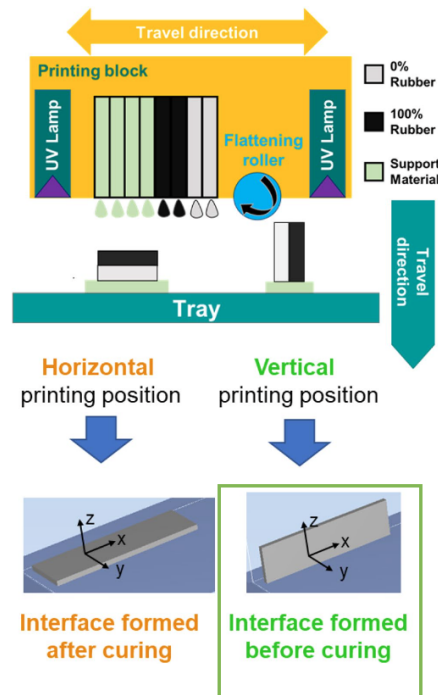 Travel direction
Printing block
UV Lamp
Flattening
roller
UV Lamp
0%
Rubber
100%
Rubber
Support
Material
Travel
direction
Tray
Horizontal
printing position
Vertical
printing position
z
x
y
z
x
y
Interface formed
after curing
Interface formed
before curing